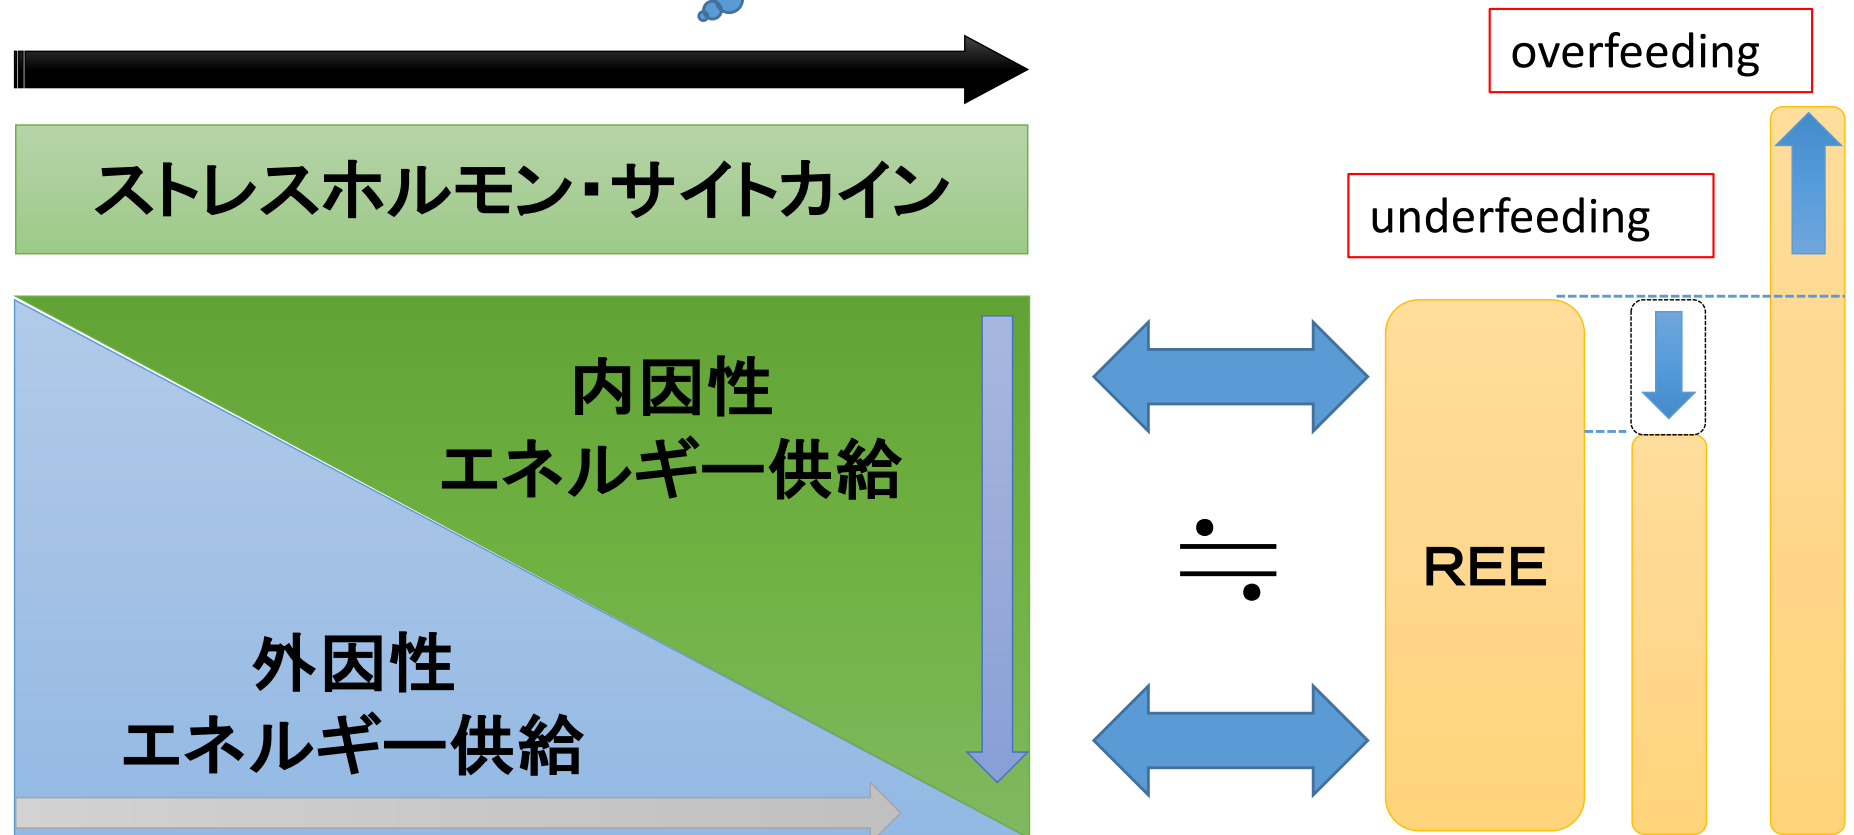 overfeeding
ストレスホルモン・サイトカイン
underfeeding
内因性
エネルギー供給
≒
REE
外因性
エネルギー供給